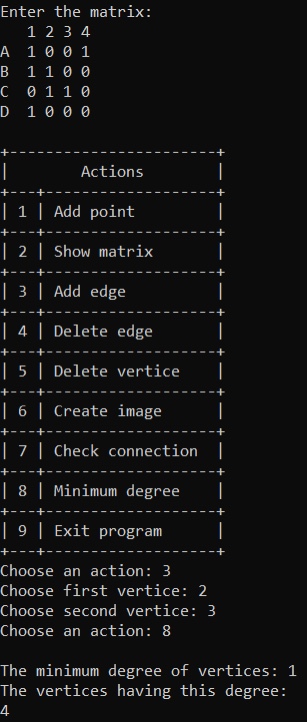 Enter the matrix:
   1 2 3 4
A  1 0 0 1
B  1 1 0 0
C  0 1 1 0
D  1 0 0 0

+---------------------+
|       Actions       |
+---+-----------------+
| 1 | Add point       |
+---+-----------------+
| 2 | Show matrix     |
+---+-----------------+
| 3 | Add edge        |
+---+-----------------+
| 4 | Delete edge     |
+---+-----------------+
| 5 | Delete vertice  |
+---+-----------------+
| 6 | Create image    |
+---+-----------------+
| 7 | Check connection |
+---+-----------------+
| 8 | Minimum degree  |
+---+-----------------+
| 9 | Exit program    |
+---+-----------------+
Choose an action: 3
Choose first vertice: 2
Choose second vertice: 3
Choose an action: 8

The minimum degree of vertices: 1
The vertices having this degree:
4